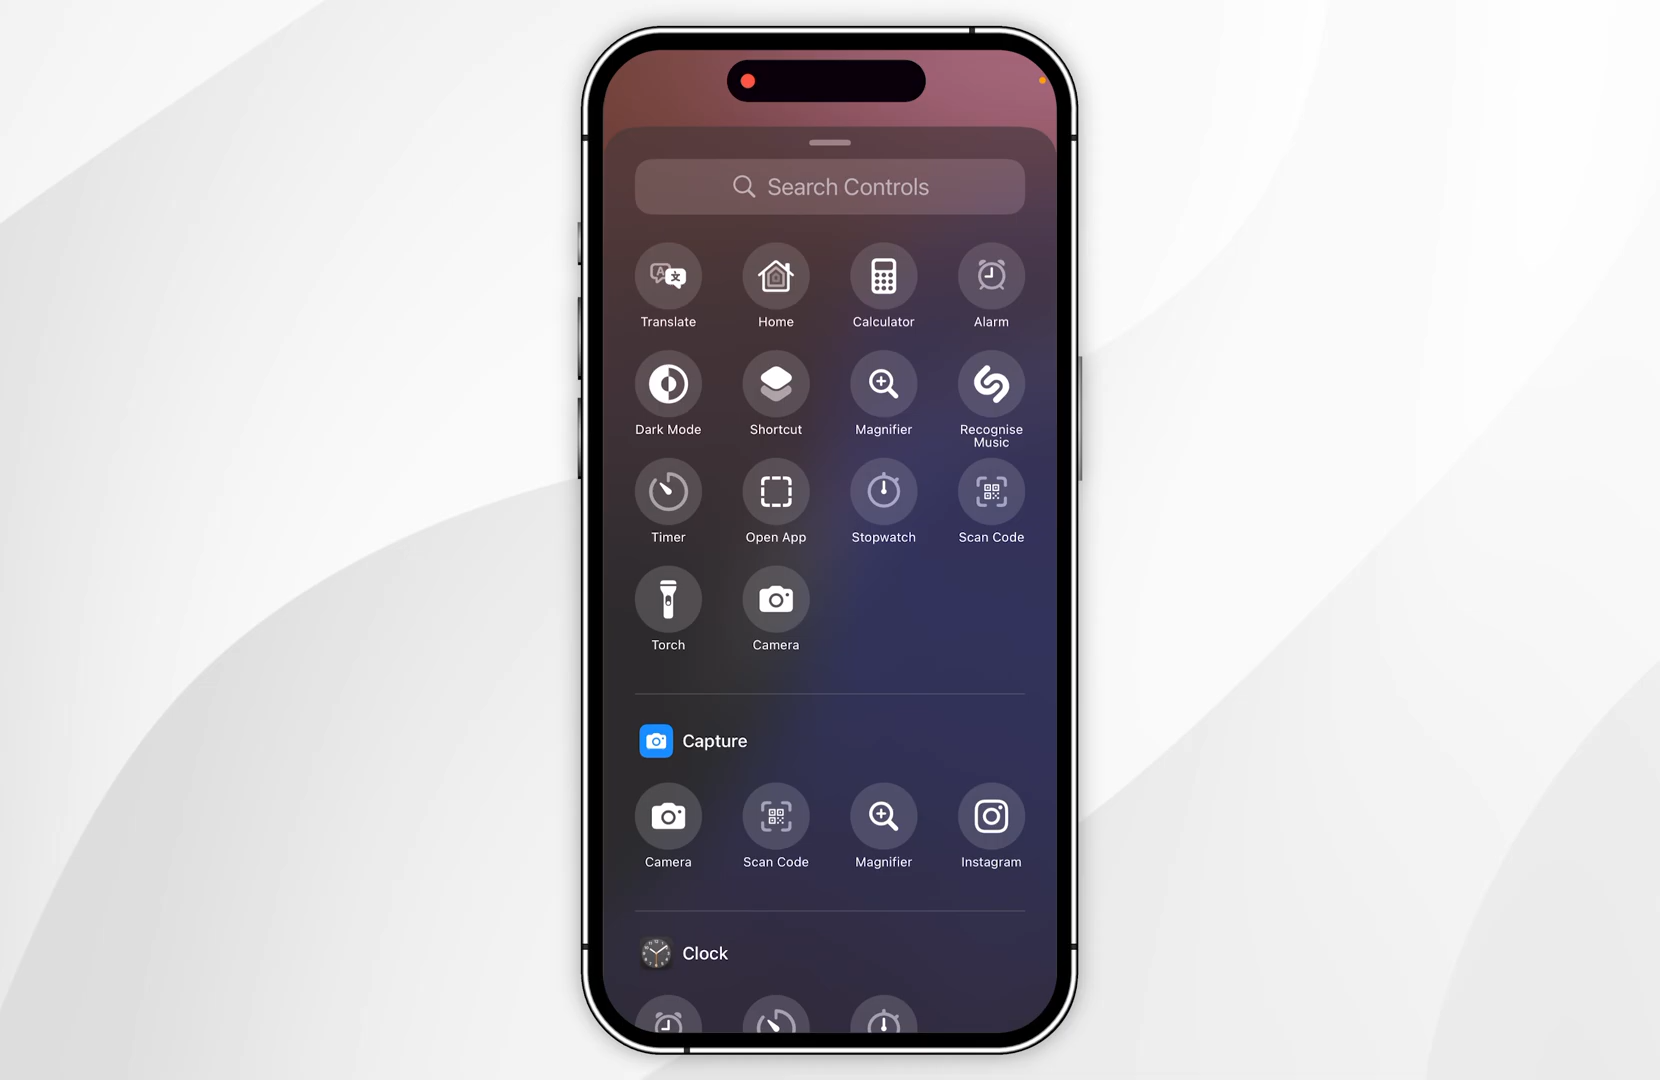 Search Controls
Translate
Home
Calculator
Alarm
Dark Mode
Shortcut
Magnifier
Recognise
Music
Timer
Open App
Stopwatch
Scan Code
Torch
Camera
Capture
Camera
Scan Code
Magnifier
Instagram
Clock